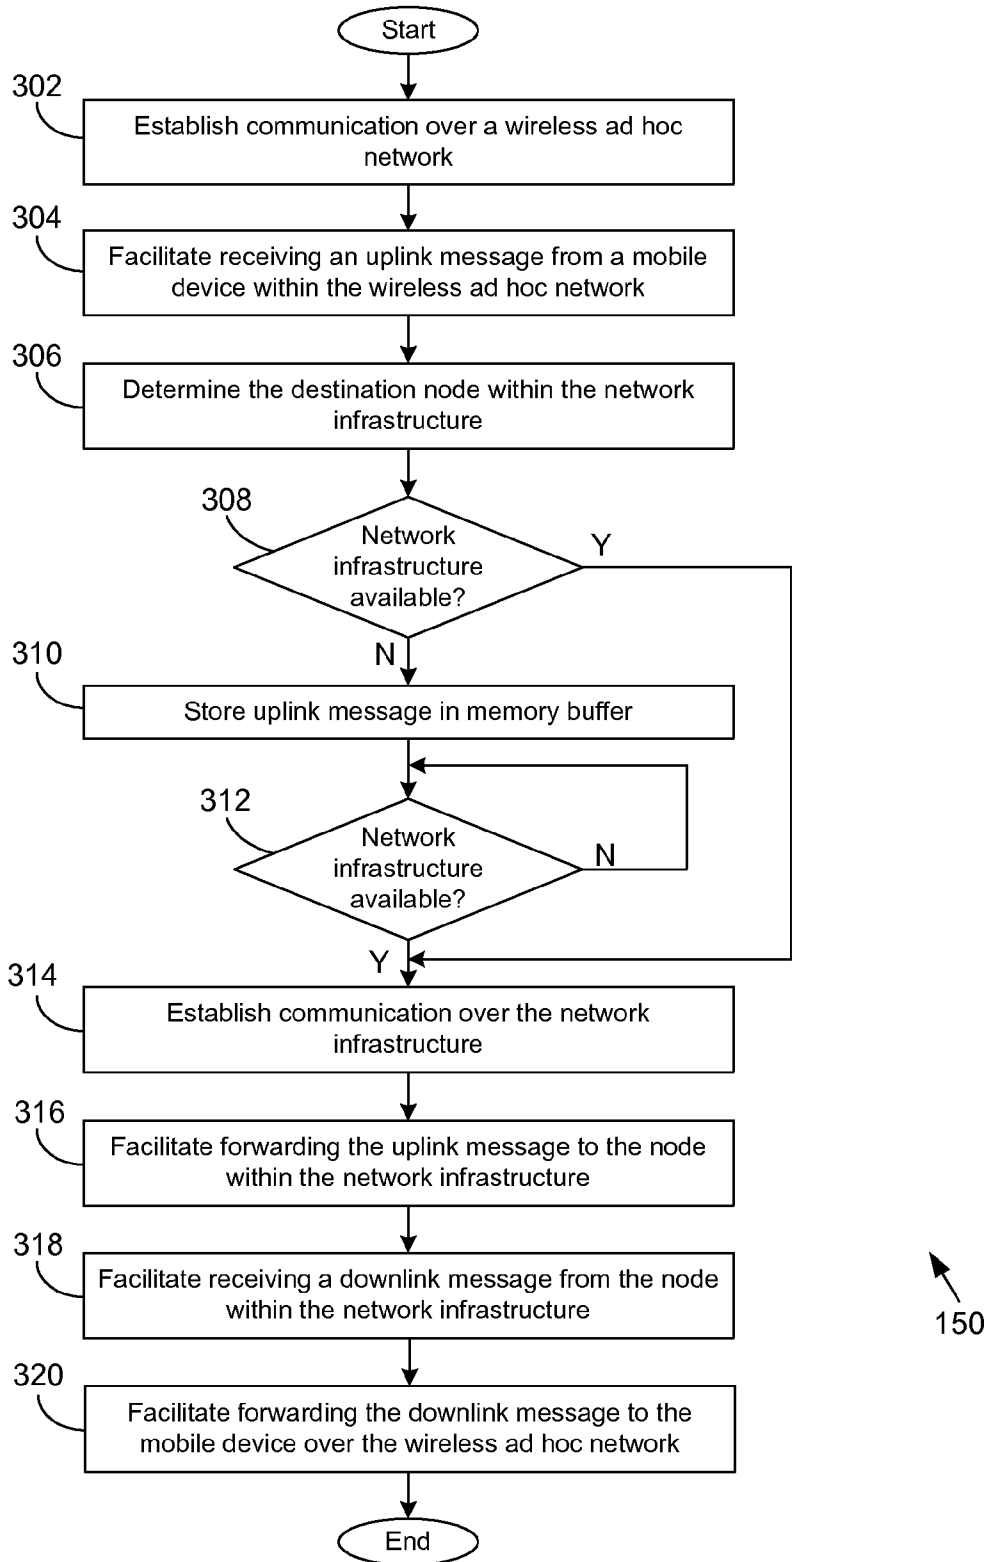 Start
302
Establish communication over a wireless ad hoc
network
304
Facilitate receiving an uplink message from a mobile
device within the wireless ad hoc network
306
Determine the destination node within the network
infrastructure
308
Network
infrastructure
available?
Y
N
310
Store uplink message in memory buffer
312
Network
infrastructure
available?
N
Y
314
Establish communication over the network
infrastructure
316
Facilitate forwarding the uplink message to the node
within the network infrastructure
318
Facilitate receiving a downlink message from the node
within the network infrastructure
150
320
Facilitate forwarding the downlink message to the
mobile device over the wireless ad hoc network
End